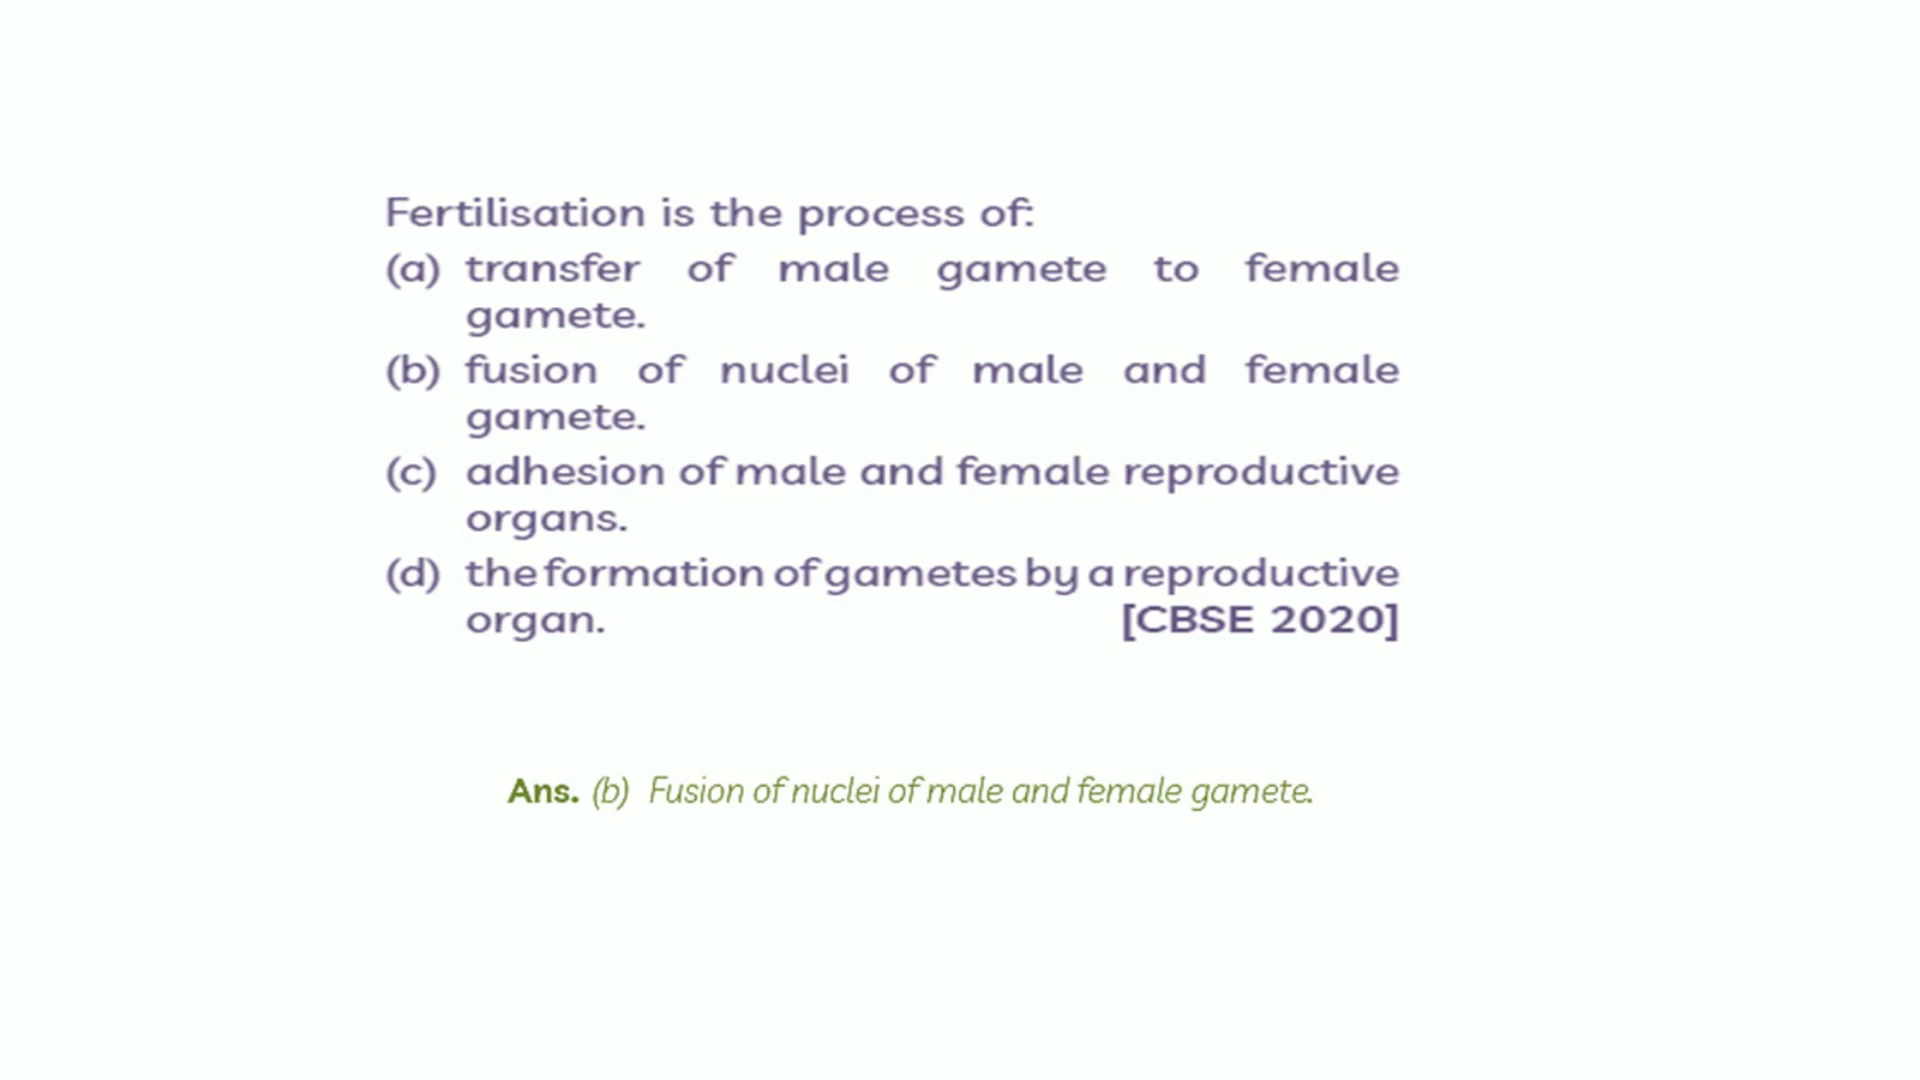 Fertilisation is the process of:
(a) transfer of male gamete to female
gamete.
(b) fusion of nuclei of male and female
gamete.
(c) adhesion of male and female reproductive
organs.
(d) the formation of gametes by a reproductive
organ. [CBSE 2020]
Ans. (b) Fusion of nuclei of male and female gamete.